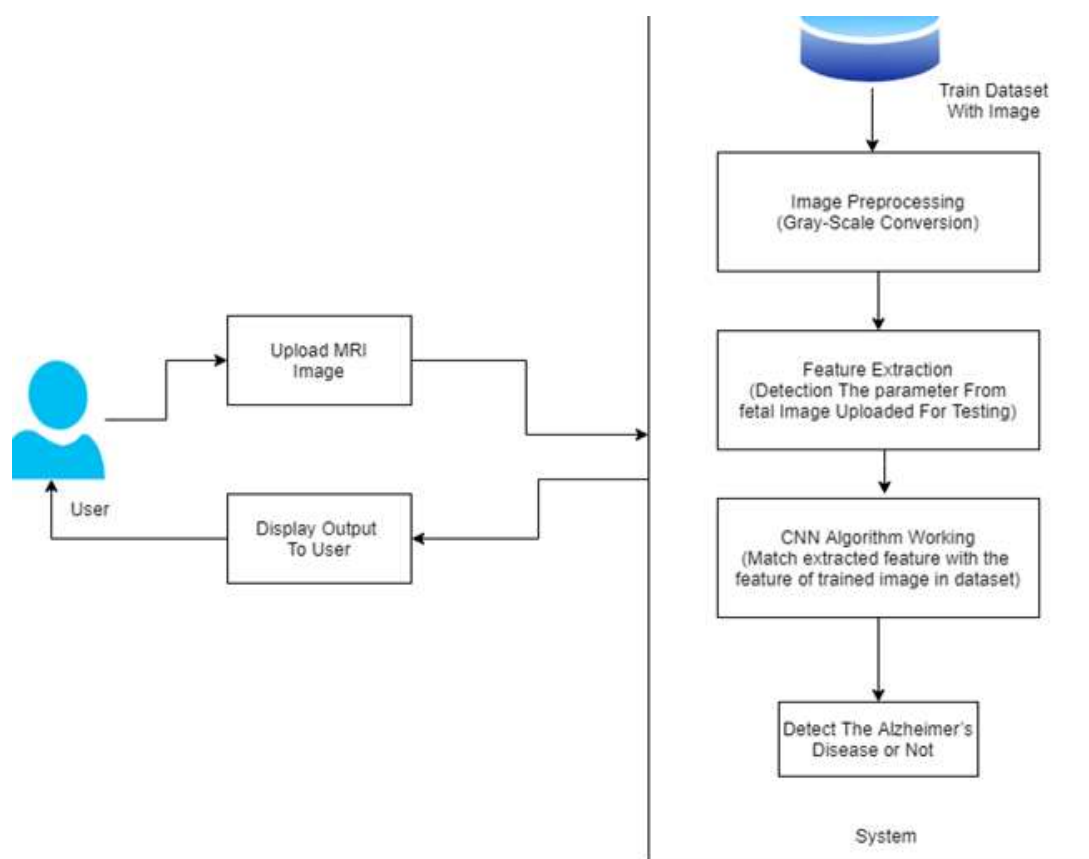 Train Dataset
With Image
Image Preprocessing
(Gray-Scale Conversion)
Upload MRI
Image
Feature Extraction
(Detection The parameter From
fetal Image Uploaded For Testing)
User
Display Output
To User
CNN Algorithm Working
(Match extracted feature with the
feature of trained image in dataset)
Detect The Alzheimer's
Disease or Not
System